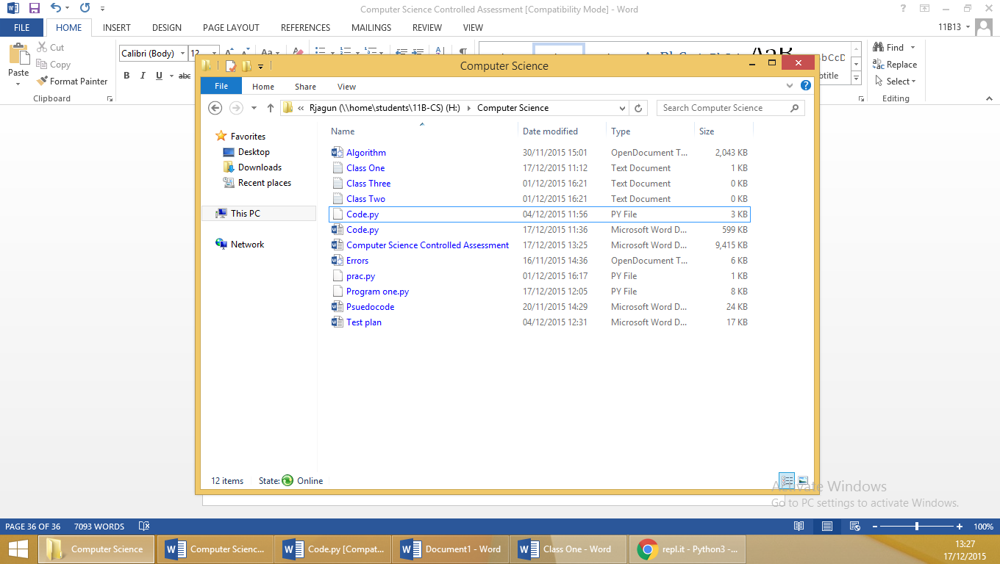 Computer Science Controlled Assessment [Compatibility Mode] - Word
FILE HOME INSERT DESIGN PAGE LAYOUT REFERENCES MAILINGS REVIEW VIEW 11B13
Cut
Copy
Format Painter
Paste
Clipboard
Calibri (Body) 12
B I U abc
Find
Replace
Select
Editing
Computer Science
File Home Share View
« Rjagun (\\home\students\11B-CS) (H:) Computer Science
Search Computer Science
Favorites
Desktop
Downloads
Recent places
This PC
Network
Name Date modified Type Size
Algorithm 30/11/2015 15:01 OpenDocument T... 2,043 KB
Class One 17/12/2015 11:12 Text Document 1 KB
Class Three 01/12/2015 16:21 Text Document 0 KB
Class Two 01/12/2015 16:21 Text Document 0 KB
Code.py 04/12/2015 11:56 PY File 3 KB
Code.py 17/12/2015 11:36 Microsoft Word D... 599 KB
Computer Science Controlled Assessment 17/12/2015 13:25 Microsoft Word D... 9,415 KB
Errors 16/11/2015 14:36 OpenDocument T... 6 KB
prac.py 01/12/2015 16:17 PY File 1 KB
Program one.py 17/12/2015 12:05 PY File 8 KB
Psuedocode 20/11/2015 14:29 Microsoft Word D... 24 KB
Test plan 04/12/2015 12:31 Microsoft Word D... 17 KB
12 items State: Online
Activate Windows
Go to PC settings to activate Windows.
PAGE 36 OF 36 7093 WORDS 100%
Computer Science
Computer Scienc...
Code.py [Compat...
Document1 - Word
Class One - Word
repl.it - Python3 -...
13:27
17/12/2015